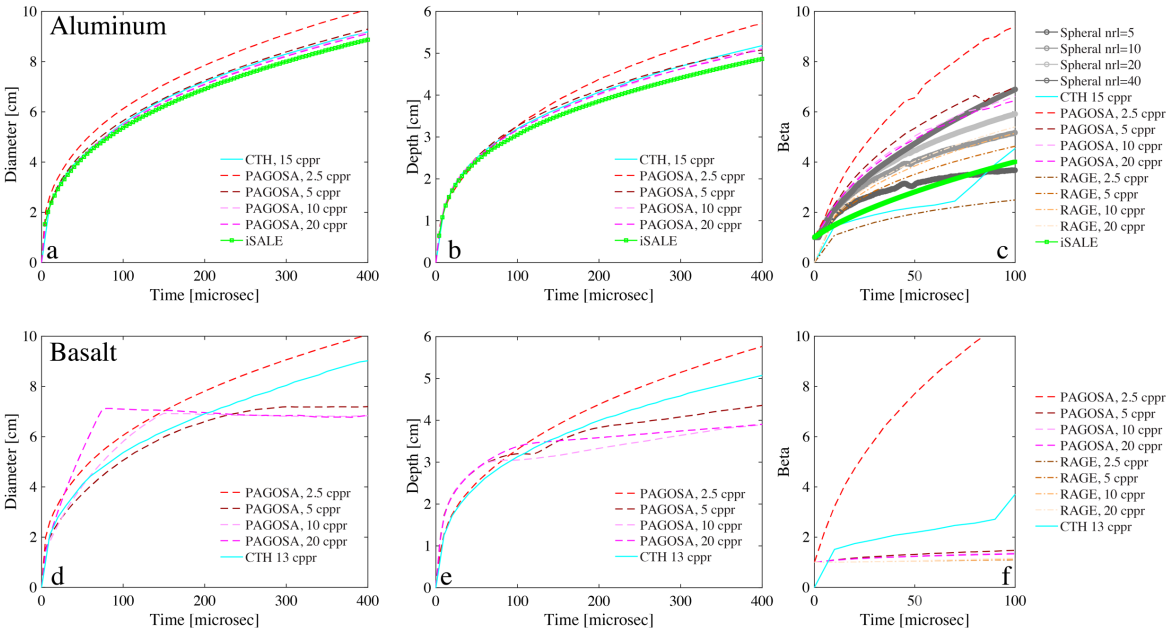 Aluminum
10
8
6
4
2
0
Diameter [cm]
CTH, 15 cppr
PAGOSA, 2.5 cppr
PAGOSA, 5 cppr
PAGOSA, 10 cppr
PAGOSA, 20 cppr
iSALE
a
0 100 200 300 400
Time [microsec]
6
5
4
3
2
1
0
Depth [cm]
CTH, 15 cppr
PAGOSA, 2.5 cppr
PAGOSA, 5 cppr
PAGOSA, 10 cppr
PAGOSA, 20 cppr
iSALE
b
0 100 200 300 400
Time [microsec]
10
8
6
4
2
0
Beta
c
0 50 100
Time [microsec]
Spheral nrl=5
Spheral nrl=10
Spheral nrl=20
Spheral nrl=40
CTH 15 cppr
PAGOSA, 2.5 cppr
PAGOSA, 5 cppr
PAGOSA, 10 cppr
PAGOSA, 20 cppr
RAGE, 2.5 cppr
RAGE, 5 cppr
RAGE, 10 cppr
RAGE, 20 cppr
iSALE
Basalt
10
8
6
4
2
0
Diameter [cm]
PAGOSA, 2.5 cppr
PAGOSA, 5 cppr
PAGOSA, 10 cppr
PAGOSA, 20 cppr
CTH 13 cppr
d
0 100 200 300 400
Time [microsec]
6
5
4
3
2
1
0
Depth [cm]
PAGOSA, 2.5 cppr
PAGOSA, 5 cppr
PAGOSA, 10 cppr
PAGOSA, 20 cppr
CTH 13 cppr
e
0 100 200 300 400
Time [microsec]
10
8
6
4
2
0
Beta
f
0 50 100
Time [microsec]
PAGOSA, 2.5 cppr
PAGOSA, 5 cppr
PAGOSA, 10 cppr
PAGOSA, 20 cppr
RAGE, 2.5 cppr
RAGE, 5 cppr
RAGE, 10 cppr
RAGE, 20 cppr
CTH 13 cppr